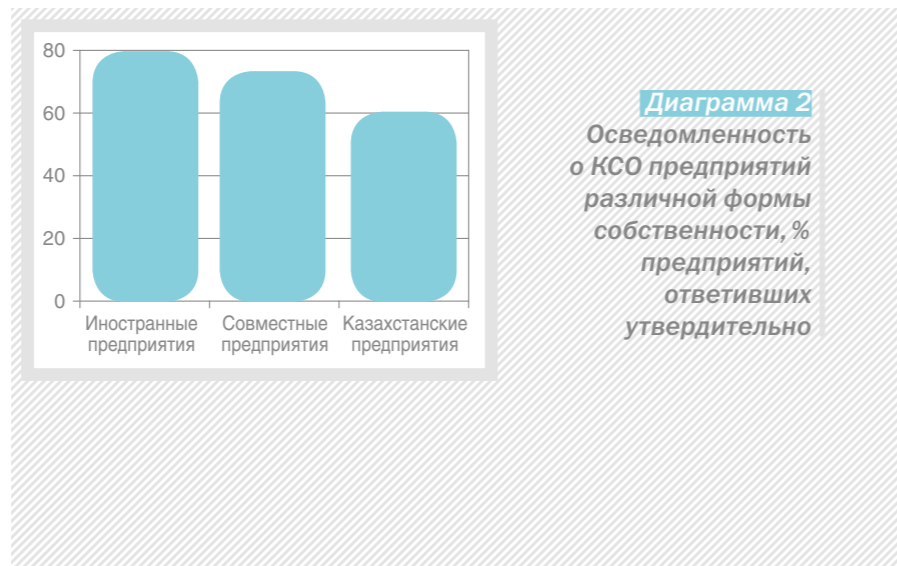 80
60
40
20
0
Иностранные
предприятия
Совместные
предприятия
Казахстанские
предприятия
Диаграмма 2
Осведомленность
о КСО предприятий
различной формы
собственности, %
предприятий,
ответивших
утвердительно